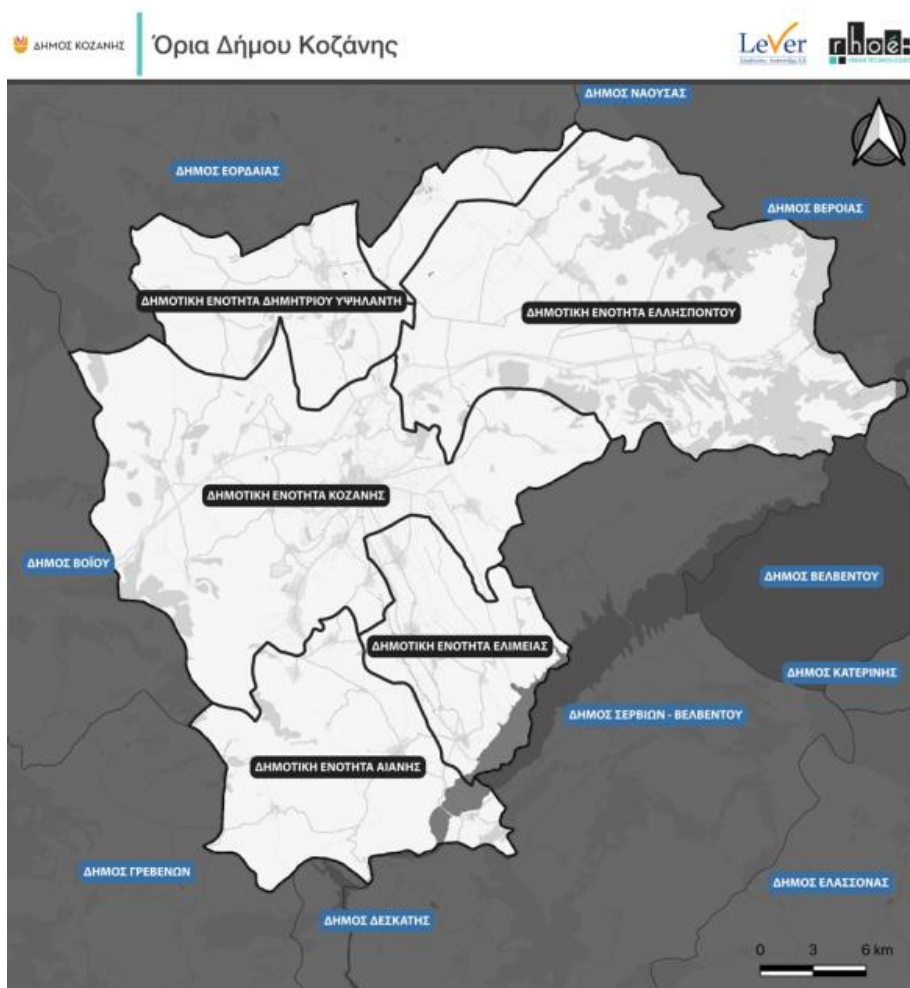 ΔΗΜΟΣ ΚΟΖΑΝΗΣ
Όρια Δήμου Κοζάνης
LeVer
rhoé
ΔΗΜΟΣ ΝΑΟΥΣΑΣ
ΔΗΜΟΣ ΕΟΡΔΑΙΑΣ
ΔΗΜΟΣ ΒΕΡΟΙΑΣ
ΔΗΜΟΤΙΚΗ ΕΝΟΤΗΤΑ ΔΗΜΗΤΡΙΟΥ ΥΨΗΛΑΝΤΗ
ΔΗΜΟΤΙΚΗ ΕΝΟΤΗΤΑ ΕΛΛΗΣΠΟΝΤΟΥ
ΔΗΜΟΤΙΚΗ ΕΝΟΤΗΤΑ ΚΟΖΑΝΗΣ
ΔΗΜΟΣ ΒΟΪΟΥ
ΔΗΜΟΣ ΒΕΛΒΕΝΤΟΥ
ΔΗΜΟΤΙΚΗ ΕΝΟΤΗΤΑ ΕΛΙΜΕΙΑΣ
ΔΗΜΟΣ ΚΑΤΕΡΙΝΗΣ
ΔΗΜΟΣ ΣΕΡΒΙΩΝ - ΒΕΛΒΕΝΤΟΥ
ΔΗΜΟΤΙΚΗ ΕΝΟΤΗΤΑ ΑΙΑΝΗΣ
ΔΗΜΟΣ ΓΡΕΒΕΝΩΝ
ΔΗΜΟΣ ΕΛΑΣΣΟΝΑΣ
ΔΗΜΟΣ ΔΕΣΚΑΤΗΣ
0 3 6 km